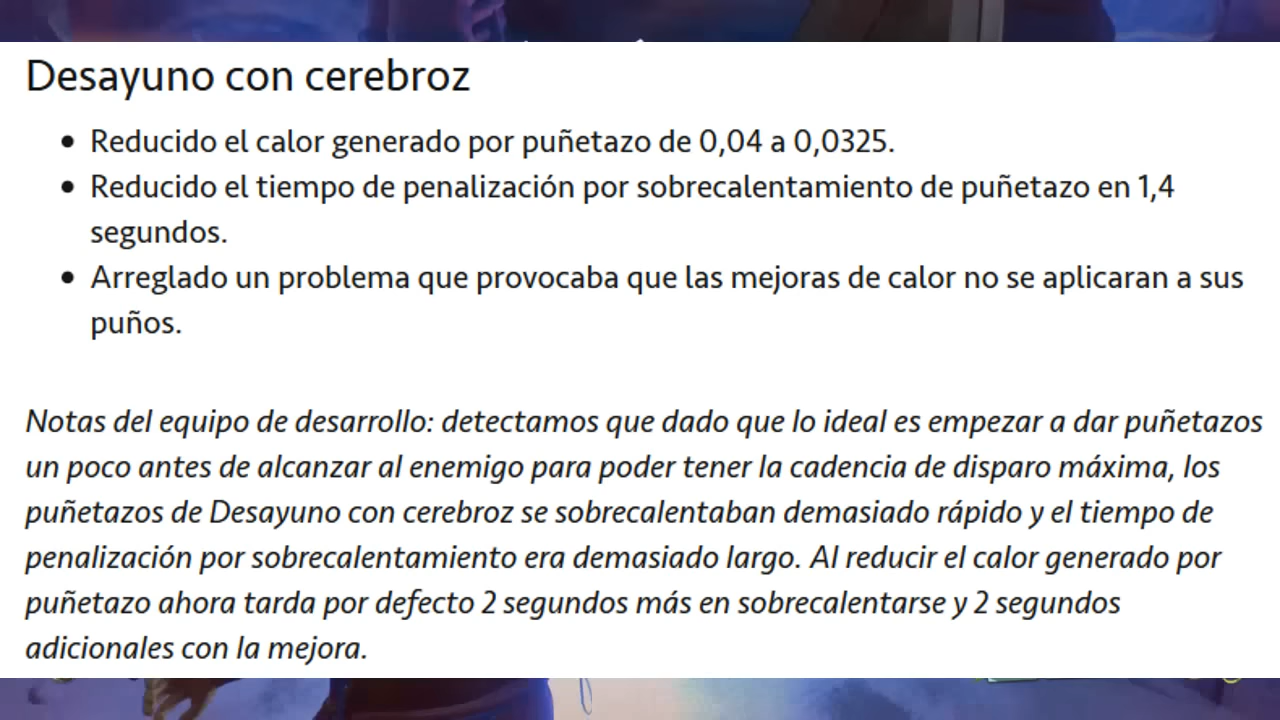 Desayuno con cerebroz
• Reducido el calor generado por puñetazo de 0,04 a 0,0325.
• Reducido el tiempo de penalización por sobrecalentamiento de puñetazo en 1,4
segundos.
• Arreglado un problema que provocaba que las mejoras de calor no se aplicaran a sus
puños.
Notas del equipo de desarrollo: detectamos que dado que lo ideal es empezar a dar puñetazos
un poco antes de alcanzar al enemigo para poder tener la cadencia de disparo máxima, los
puñetazos de Desayuno con cerebroz se sobrecalentaban demasiado rápido y el tiempo de
penalización por sobrecalentamiento era demasiado largo. Al reducir el calor generado por
puñetazo ahora tarda por defecto 2 segundos más en sobrecalentarse y 2 segundos
adicionales con la mejora.